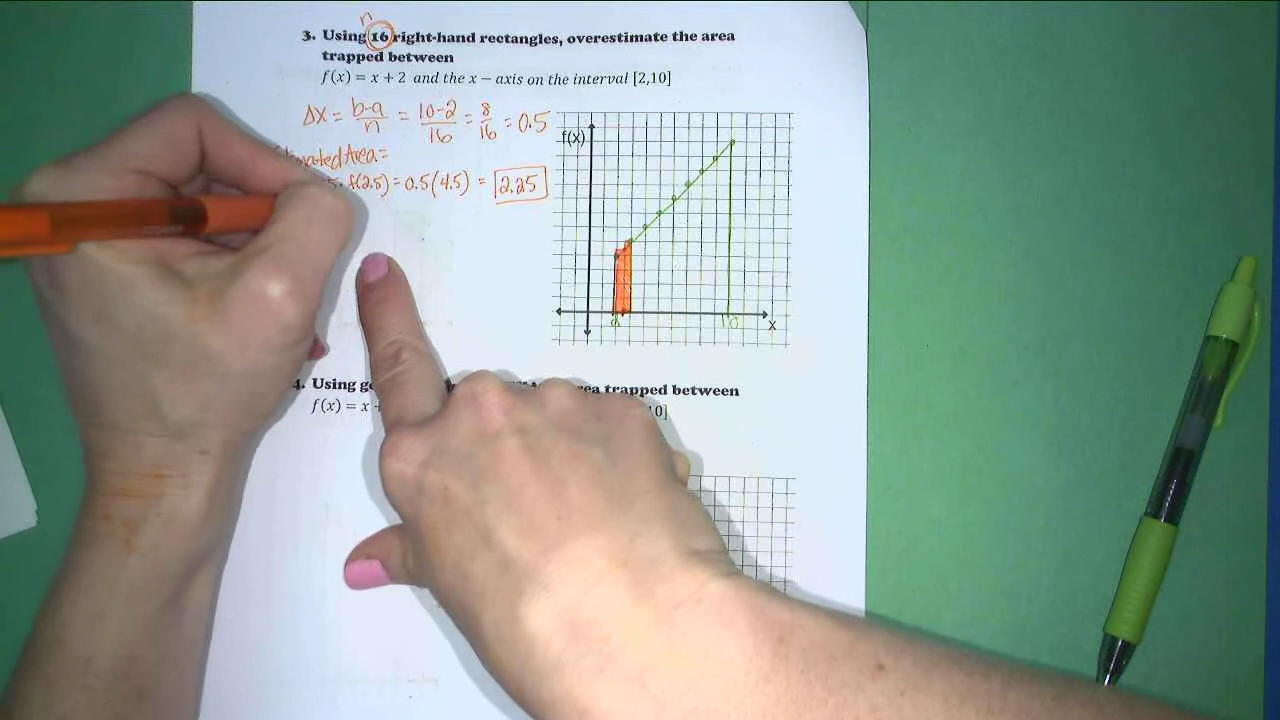 n
3. Using 16 right-hand rectangles, overestimate the area
trapped between
f(x) = x + 2 and the x − axis on the interval [2,10]
Δx = b-a/n = 10-2/16 = 8/16 = 0.5
Area =
f(2.5) = 0.5(4.5) = 2.25
f(x)
2
10
x
4. Using
trapped between
f(x) = x
10]